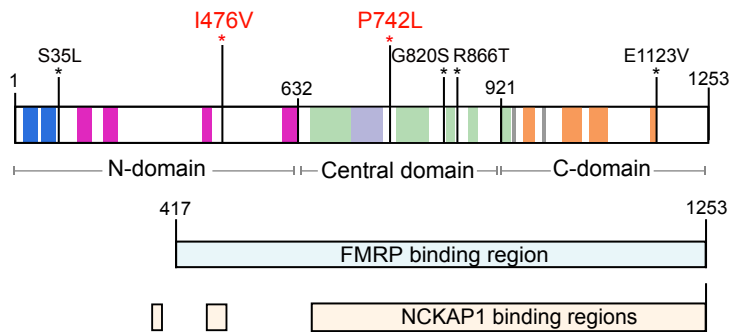 I476V
*
P742L
*
S35L
*
G820S
*
R866T
*
E1123V
*
1
632
921
1253
N-domain
Central domain
C-domain
417
1253
FMRP binding region
NCKAP1 binding regions